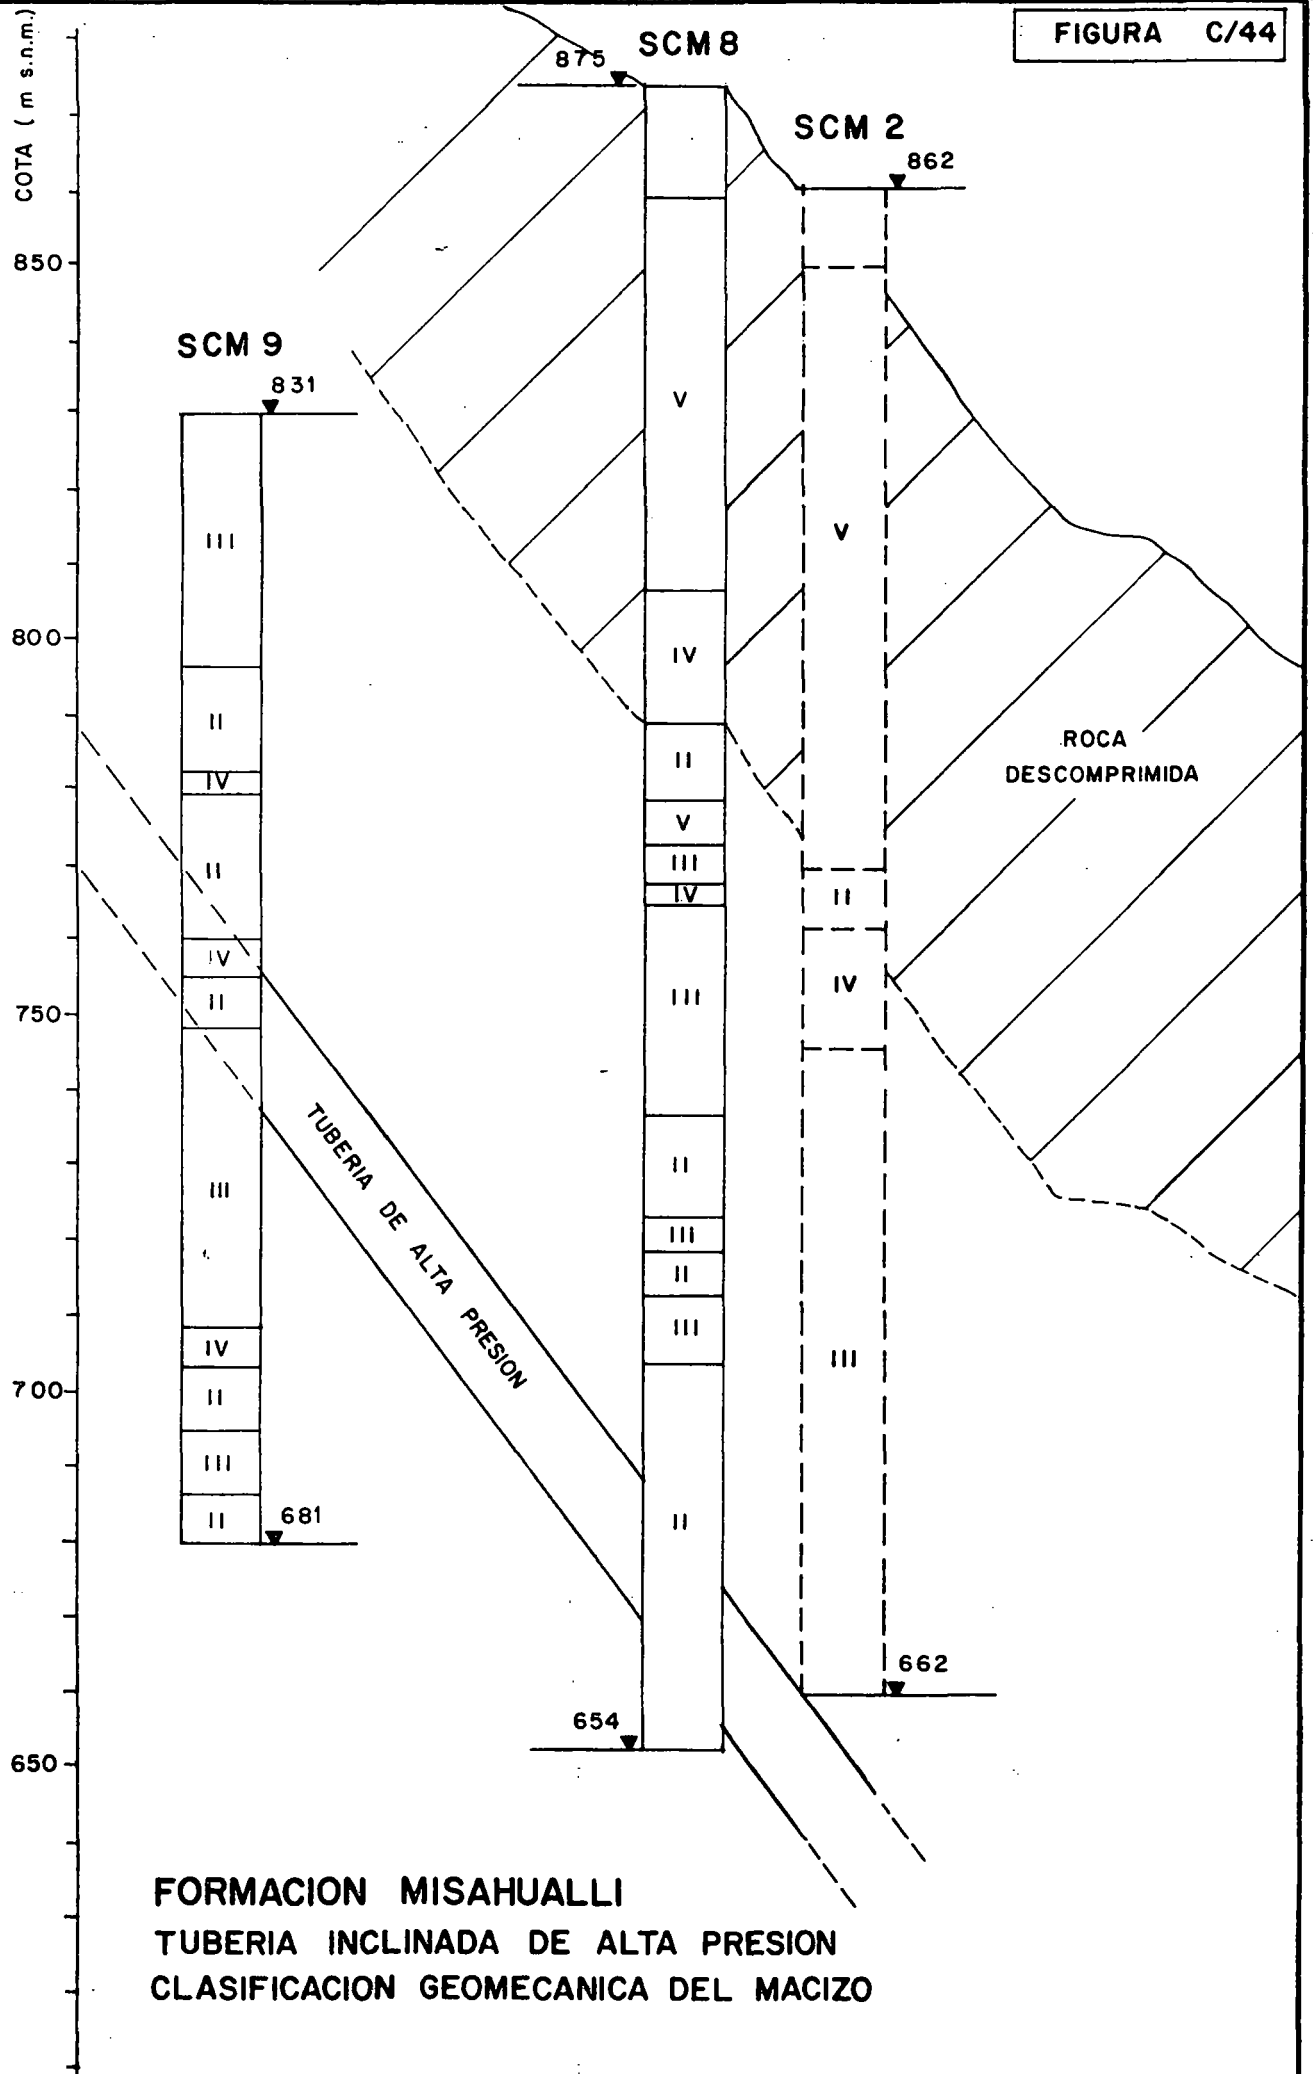 FIGURA C/44
COTA ( m s.n.m.)
850
800
750
700
650
SCM 9
831
III
II
IV
II
IV
II
III
IV
II
III
II
681
SCM 8
875
V
IV
II
V
III
IV
III
II
III
II
III
II
654
SCM 2
862
V
II
IV
III
662
ROCA
DESCOMPRIMIDA
TUBERIA DE ALTA PRESION
FORMACION MISAHUALLI
TUBERIA INCLINADA DE ALTA PRESION
CLASIFICACION GEOMECANICA DEL MACIZO